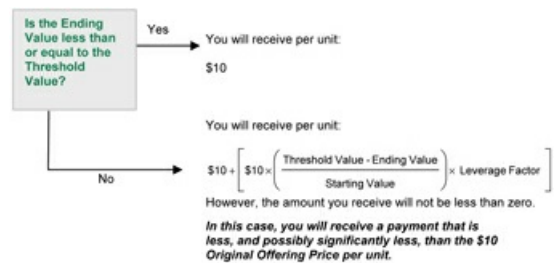 Is the Ending
Value less than
or equal to the
Threshold
Value?
Yes
You will receive per unit:
$10
No
You will receive per unit:
$10 + [ $10 × ( Threshold Value - Ending Value / Starting Value ) × Leverage Factor ]
However, the amount you receive will not be less than zero.
In this case, you will receive a payment that is
less, and possibly significantly less, than the $10
Original Offering Price per unit.